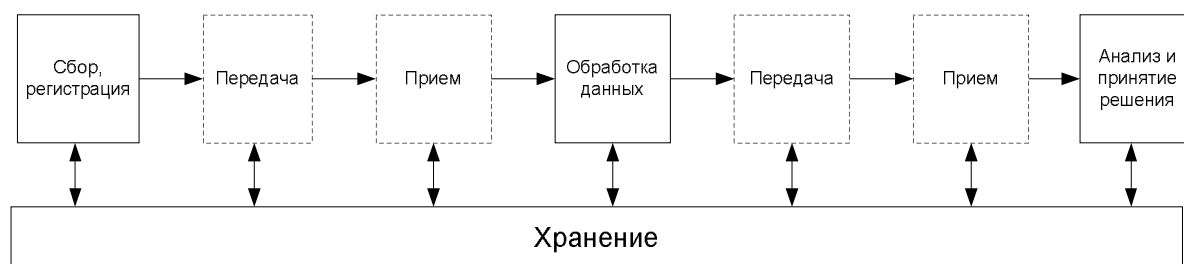 Сбор,
регистрация
Передача
Прием
Обработка
данных
Передача
Прием
Анализ и
принятие
решения
Хранение